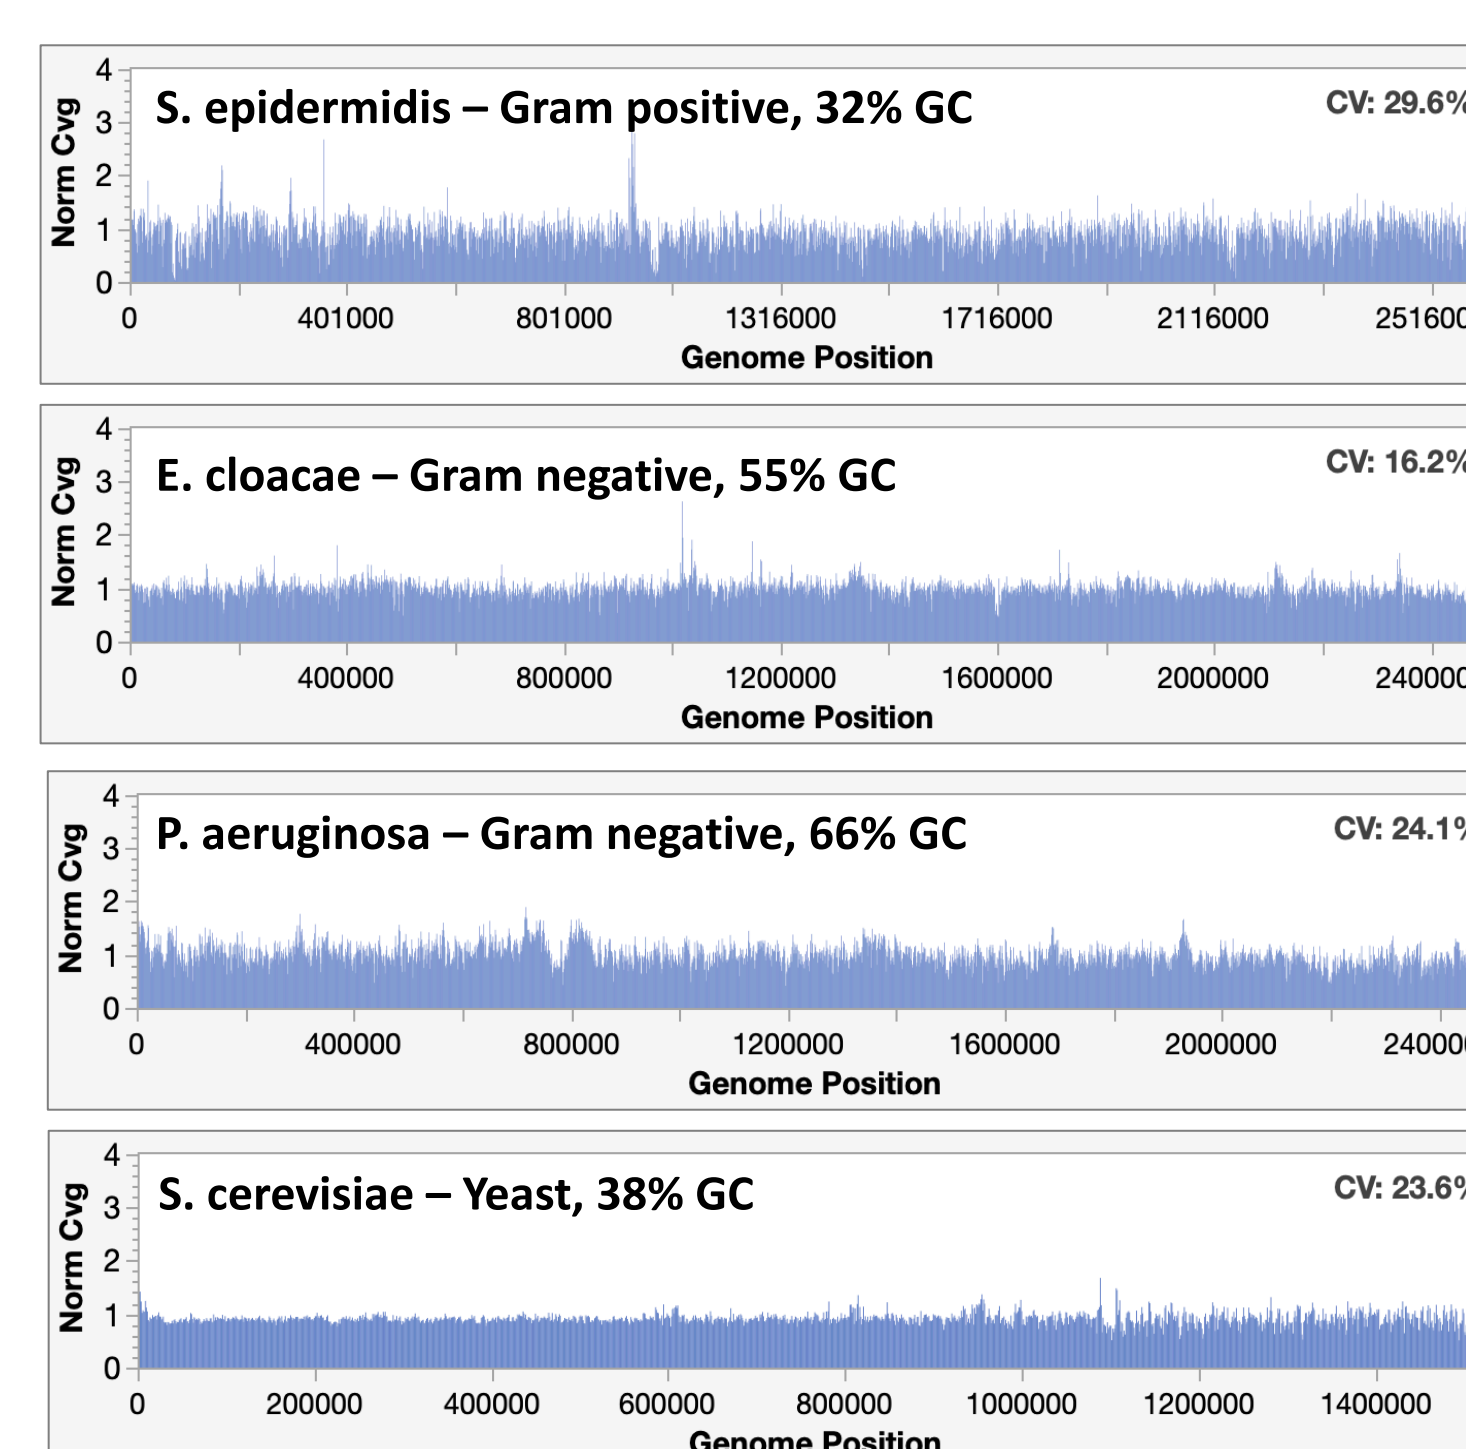 4
3
2
1
0
Norm Cvg
S. epidermidis – Gram positive, 32% GC
CV: 29.6%
0 401000 801000 1316000 1716000 2116000 251600
Genome Position
4
3
2
1
0
Norm Cvg
E. cloacae – Gram negative, 55% GC
CV: 16.2%
0 400000 800000 1200000 1600000 2000000 240000
Genome Position
4
3
2
1
0
Norm Cvg
P. aeruginosa – Gram negative, 66% GC
CV: 24.1%
0 400000 800000 1200000 1600000 2000000 24000
Genome Position
4
3
2
1
0
Norm Cvg
S. cerevisiae – Yeast, 38% GC
CV: 23.6%
0 200000 400000 600000 800000 1000000 1200000 1400000
Genome Position